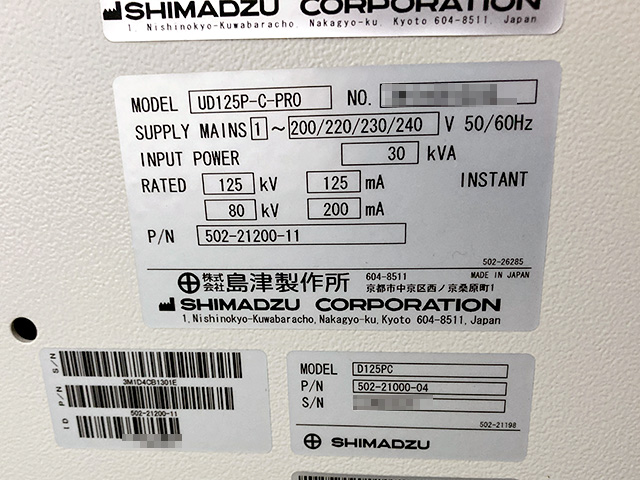 SHIMADZU CORPORATION
1, Nishinokyo-Kuwabaracho, Nakagyo-ku, Kyoto 604-8511, Japan
MODEL UD125P-C-PRO NO.
SUPPLY MAINS 1 ~ 200/220/230/240 V 50/60Hz
INPUT POWER 30 kVA
RATED 125 kV 125 mA INSTANT
80 kV 200 mA
P/N 502-21200-11
502-26285
株式会社 島津製作所 604-8511 MADE IN JAPAN
京都市中京区西ノ京桑原町1
SHIMADZU CORPORATION
1, Nishinokyo-Kuwabaracho, Nakagyo-ku, Kyoto 604-8511, Japan
S/N
3M1D4CB1301E
P/N
502-21200-11
ID
MODEL D125PC
P/N 502-21000-04
S/N
502-21198
SHIMADZU